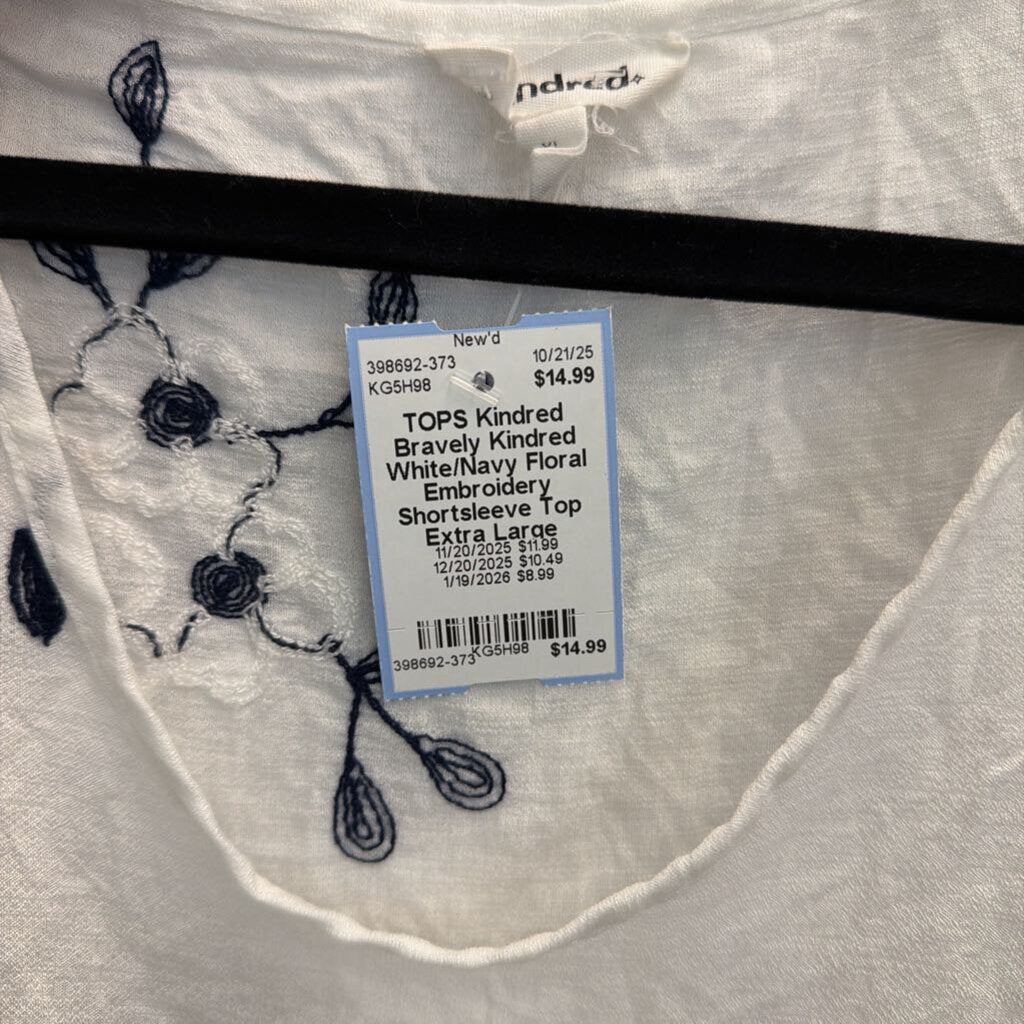 ndred
New'd
398692-373 10/21/25
KG5H98 $14.99
TOPS Kindred
Bravely Kindred
White/Navy Floral
Embroidery
Shortsleeve Top
Extra Large
11/20/2025 $11.99
12/20/2025 $10.49
1/19/2026 $8.99
398692-373 KG5H98 $14.99